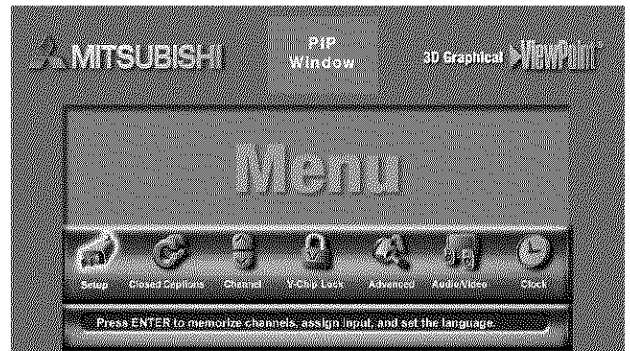 MITSUBISHI
PIP
Window
3D Graphical ViewPoint
Menu
Setup Closed Captions Channel V-Chip Lock Advanced Audio/Video Clock
Press ENTER to memorize channels, assign input, and set the language.